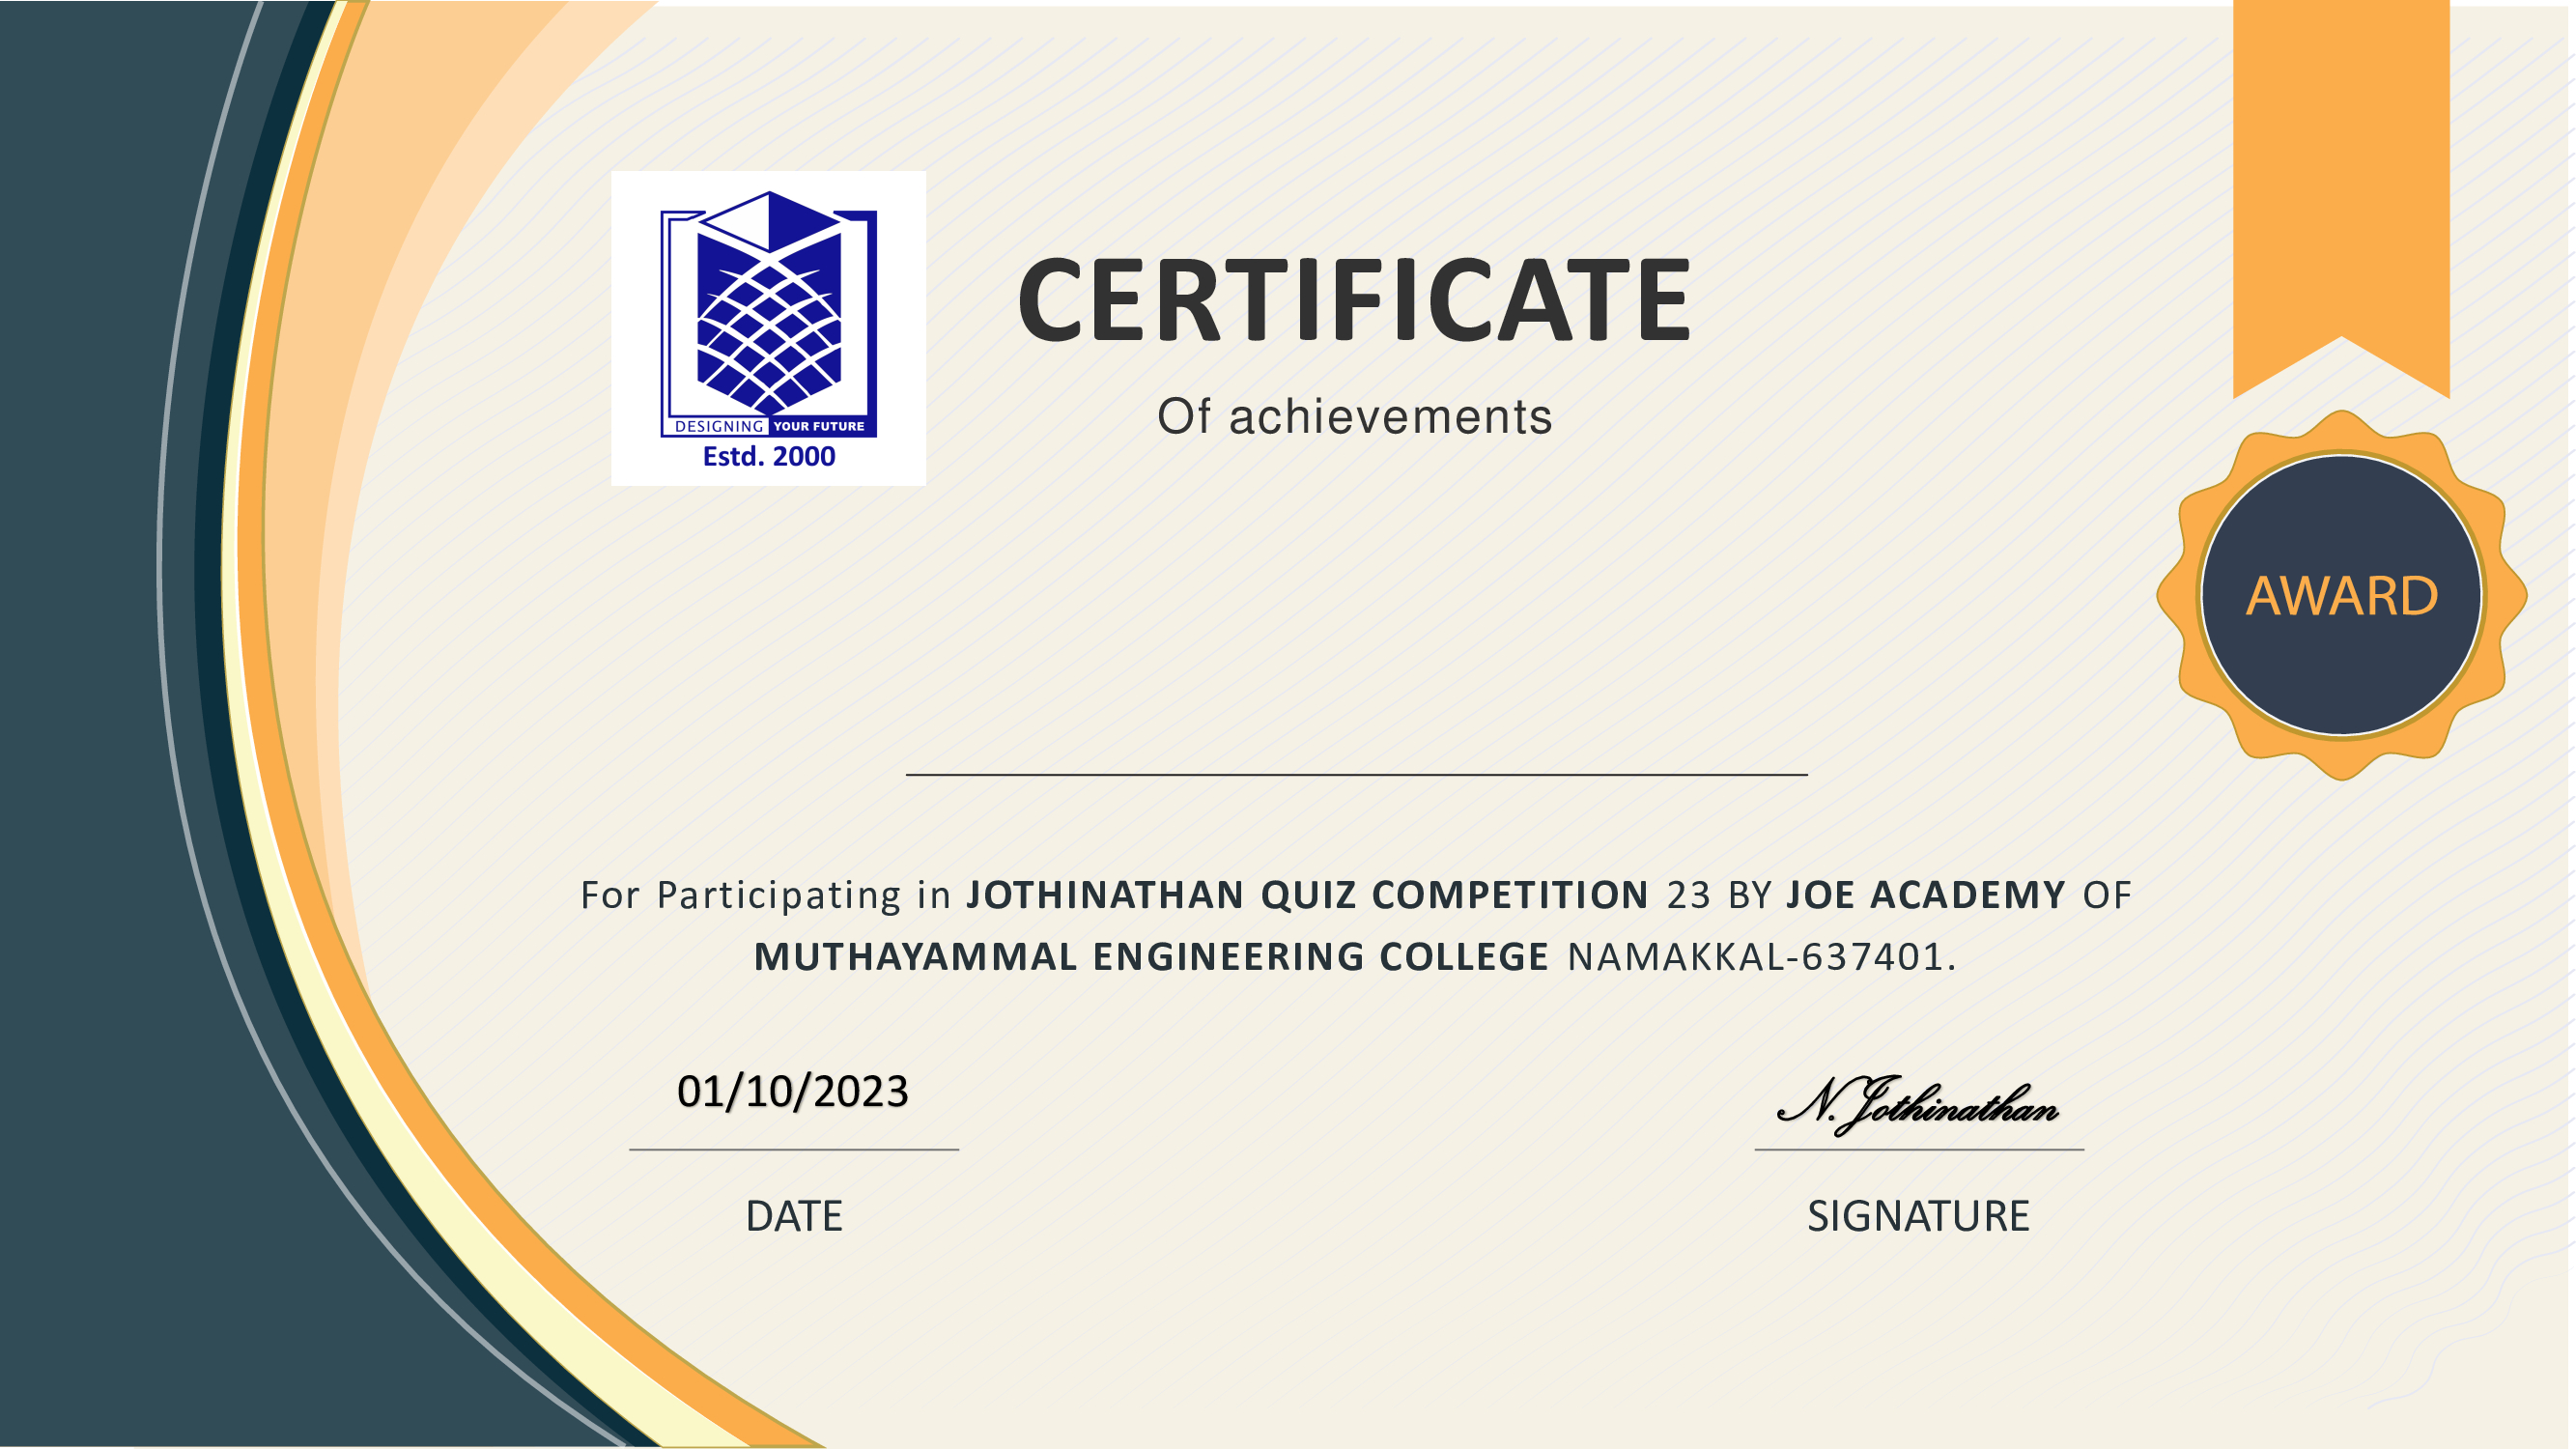 DESIGNING YOUR FUTURE
Estd. 2000
CERTIFICATE
Of achievements
AWARD
For Participating in JOTHINATHAN QUIZ COMPETITION 23 BY JOE ACADEMY OF
MUTHAYAMMAL ENGINEERING COLLEGE NAMAKKAL-637401.
01/10/2023
N.Jothinathan
DATE
SIGNATURE